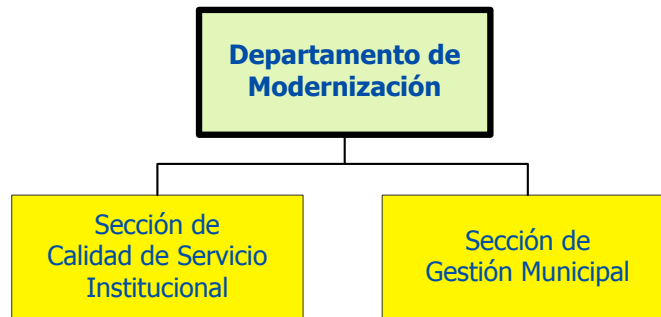 Departamento de
Modernización
Sección de
Calidad de Servicio
Institucional
Sección de
Gestión Municipal